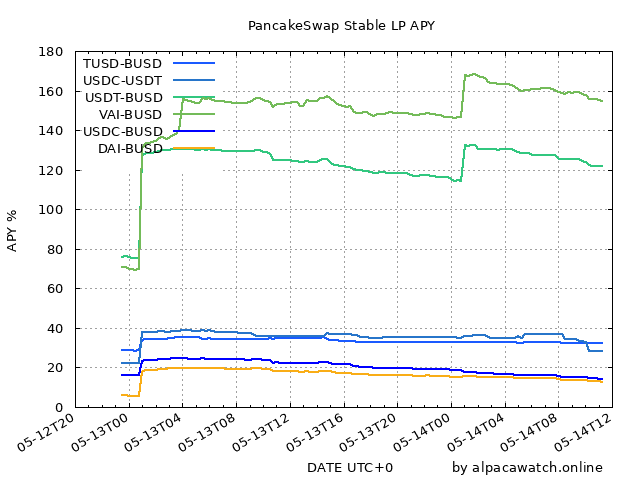 PancakeSwap Stable LP APY
180
160
140
120
100
80
60
40
20
0
APY %
TUSD-BUSD
USDC-USDT
USDT-BUSD
VAI-BUSD
USDC-BUSD
DAI-BUSD
05-12T20
05-13T00
05-13T04
05-13T08
05-13T12
05-13T16
05-13T20
05-14T00
05-14T04
05-14T08
05-14T12
DATE UTC+0
by alpacawatch.online